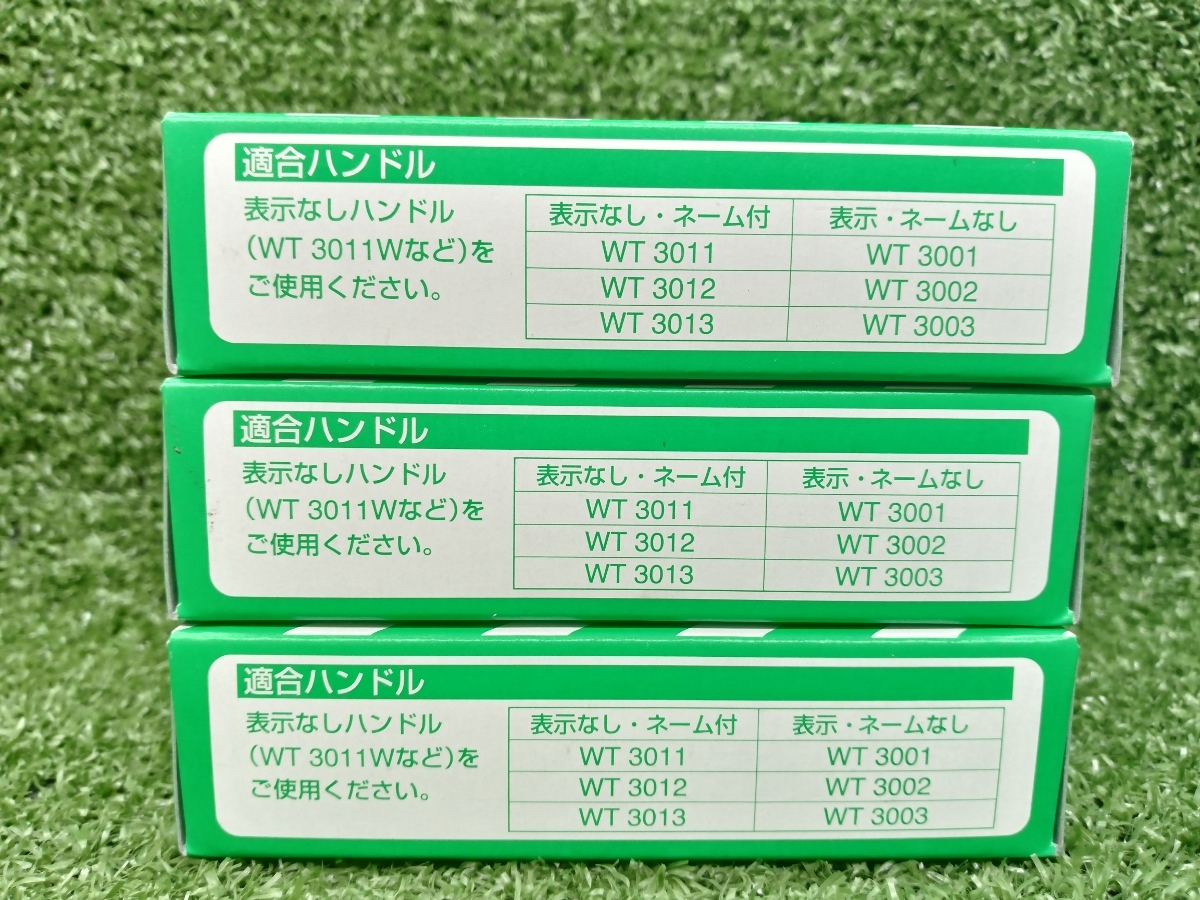 適合ハンドル
表示なしハンドル
（WT 3011Wなど）を
ご使用ください。
表示なし・ネーム付 表示・ネームなし
WT 3011 WT 3001
WT 3012 WT 3002
WT 3013 WT 3003
適合ハンドル
表示なしハンドル
（WT 3011Wなど）を
ご使用ください。
表示なし・ネーム付 表示・ネームなし
WT 3011 WT 3001
WT 3012 WT 3002
WT 3013 WT 3003
適合ハンドル
表示なしハンドル
（WT 3011Wなど）を
ご使用ください。
表示なし・ネーム付 表示・ネームなし
WT 3011 WT 3001
WT 3012 WT 3002
WT 3013 WT 3003